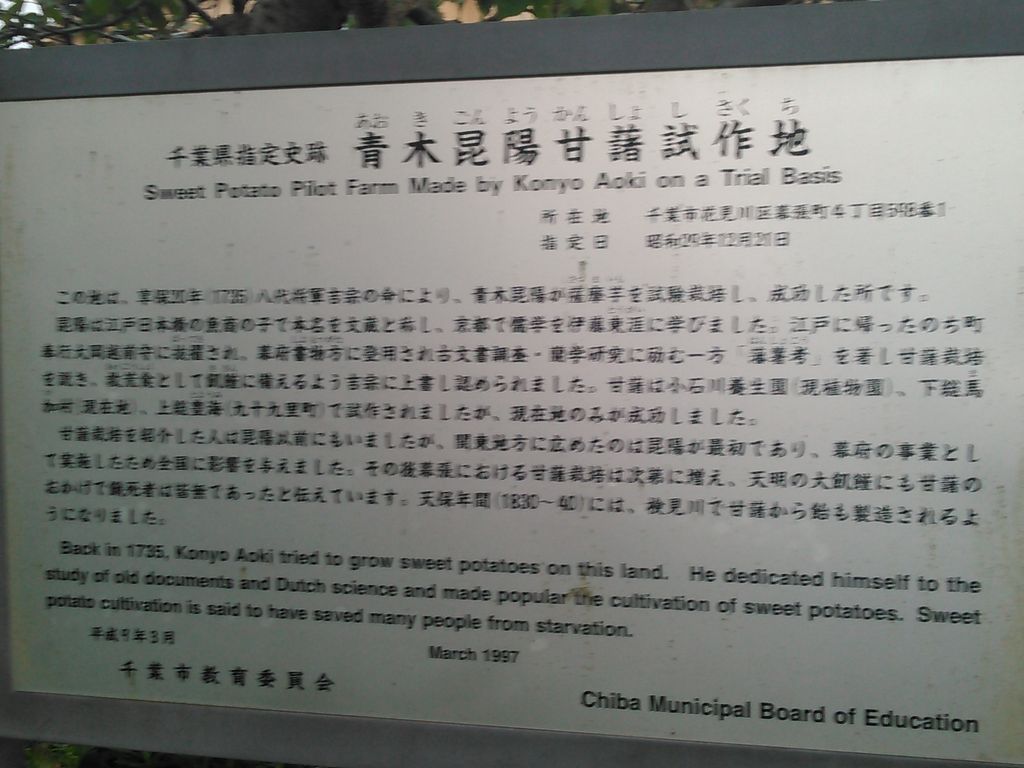 あおきこんようかんしょしさくち
千葉県指定史跡 青木昆陽甘藷試作地
Sweet Potato Pilot Farm Made by Konyo Aoki on a Trial Basis
所在地 千葉市花見川区幕張町4丁目598番1
指定日 昭和29年12月21日
この地は、享保20年(1735)八代将軍吉宗の命により、青木昆陽が薩摩芋を試験栽培し、成功した所です。
昆陽は江戸日本橋の魚商の子で本名を文蔵と称し、京都で儒学を伊藤東涯に学びました。江戸に帰ったのち町
奉行大岡越前守に抜擢され、幕府書物方に登用され古文書調査・蘭学研究に励む一方「蕃藷考」を著し甘藷栽培
を説き、救荒食として飢饉に備えるよう吉宗に上書し認められました。甘藷は小石川養生園(現植物園)、下総馬
加村(現在地)、上総豊海(九十九里町)で試作されましたが、現在地のみが成功しました。
甘藷栽培を紹介した人は昆陽以前にもいましたが、関東地方に広めたのは昆陽が最初であり、幕府の事業とし
て実施したため全国に影響を与えました。その後幕張における甘藷栽培は次第に増え、天明の大飢饉にも甘藷の
おかげで餓死者は皆無であったと伝えています。天保年間(1830～40)には、検見川で甘藷から飴も製造されるよ
うになりました。
Back in 1735, Konyo Aoki tried to grow sweet potatoes on this land. He dedicated himself to the
study of old documents and Dutch science and made popular the cultivation of sweet potatoes. Sweet
potato cultivation is said to have saved many people from starvation.
平成9年3月
March 1997
千葉市教育委員会
Chiba Municipal Board of Education